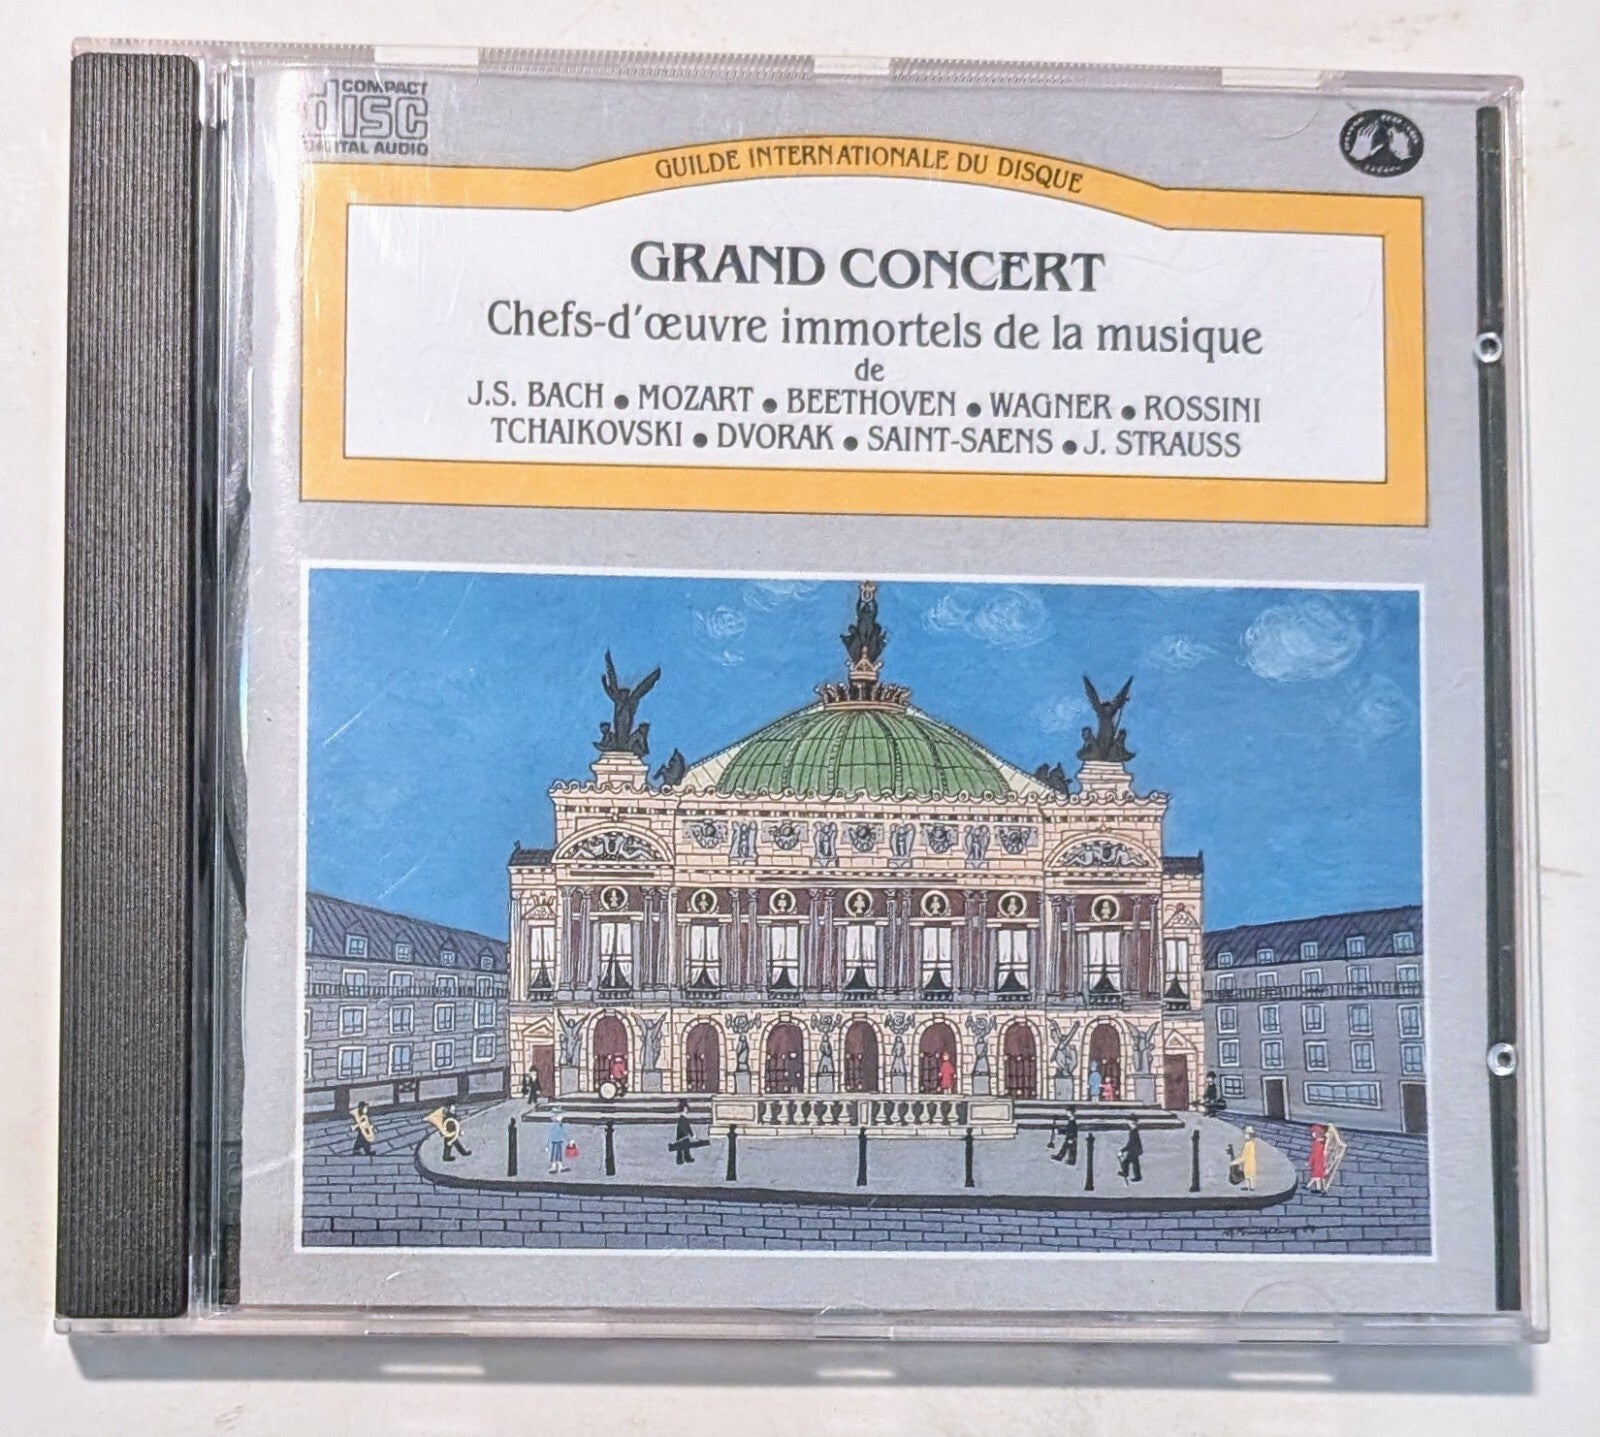 COMPACT
disc
DIGITAL AUDIO
GUILDE INTERNATIONALE DU DISQUE
GRAND CONCERT
Chefs-d'œuvre immortels de la musique
de
J.S. BACH • MOZART • BEETHOVEN • WAGNER • ROSSINI
TCHAIKOVSKI • DVORAK • SAINT-SAENS • J. STRAUSS